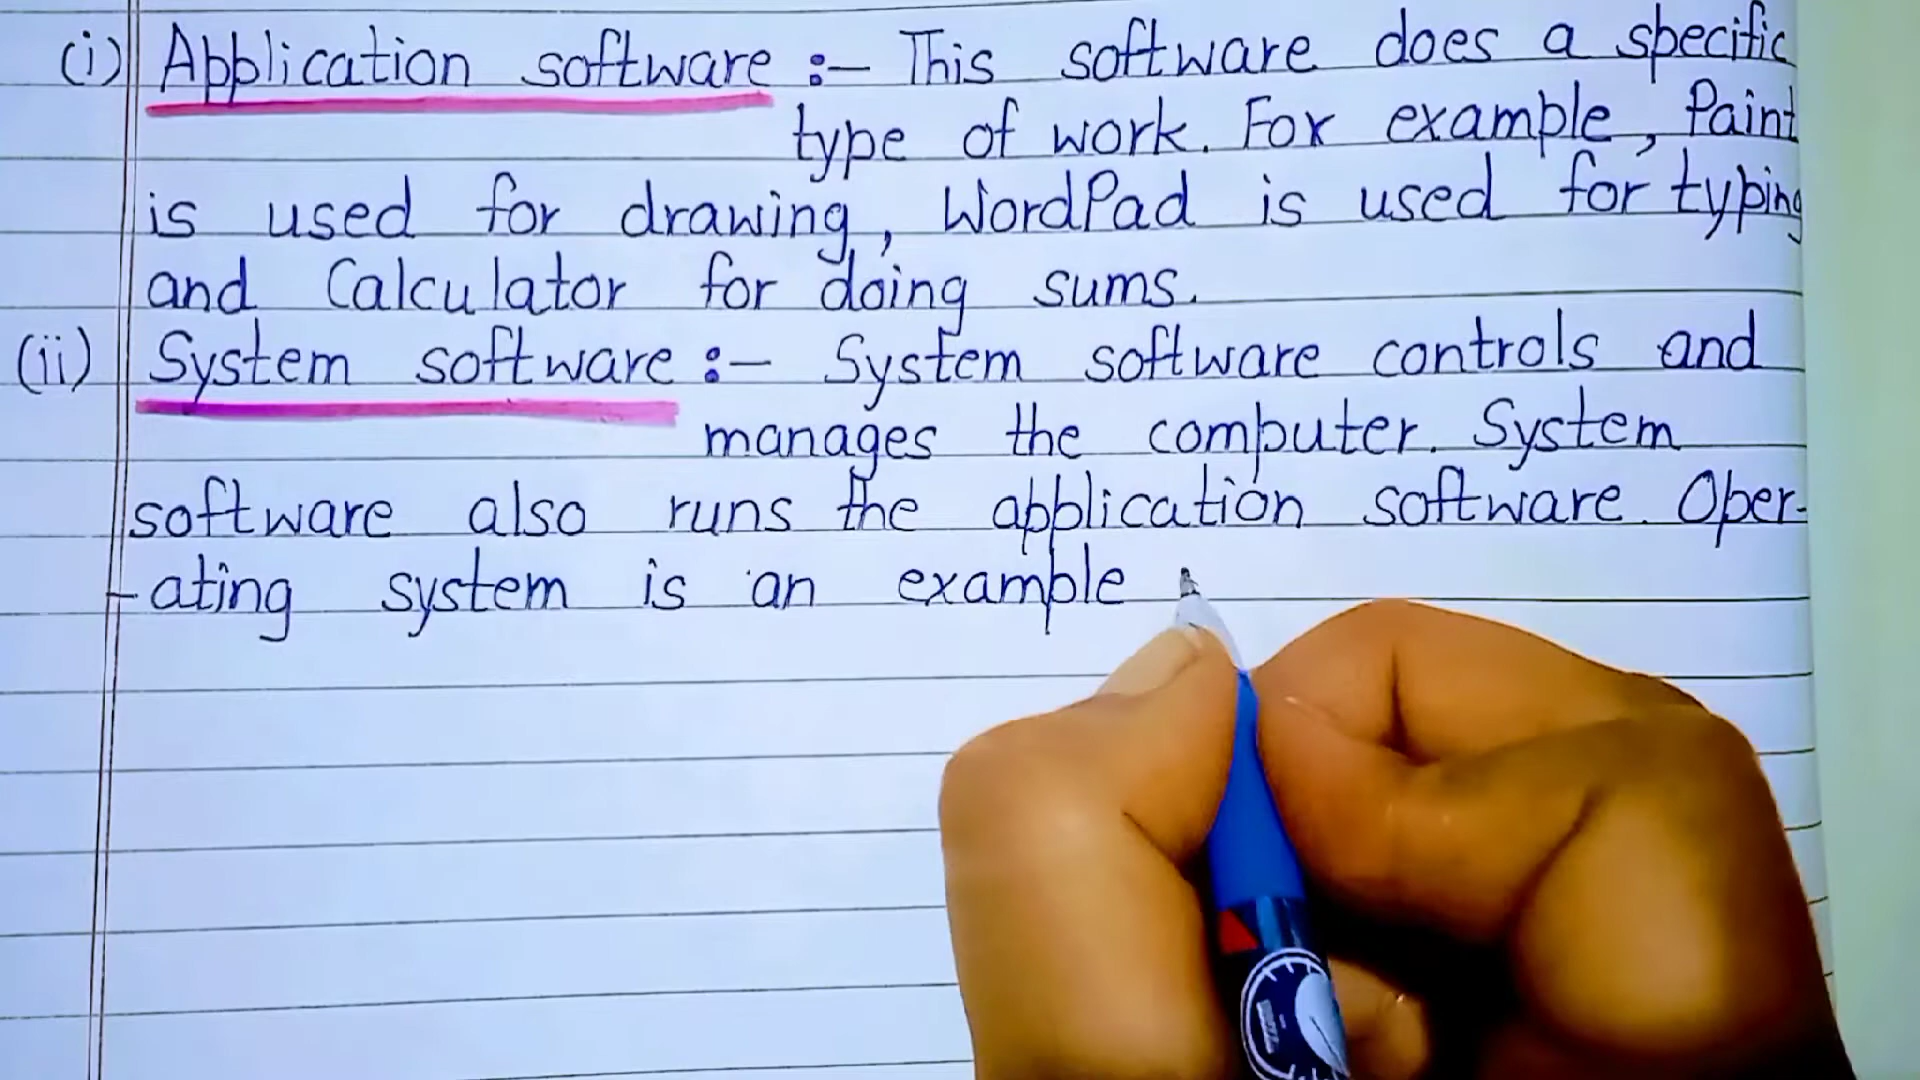 (i) Application software :- This software does a specific
type of work. For example, Paint
is used for drawing, WordPad is used for typing
and Calculator for doing sums.
(ii) System software :- System software controls and
manages the computer. System
software also runs the application software. Oper-
-ating system is an example